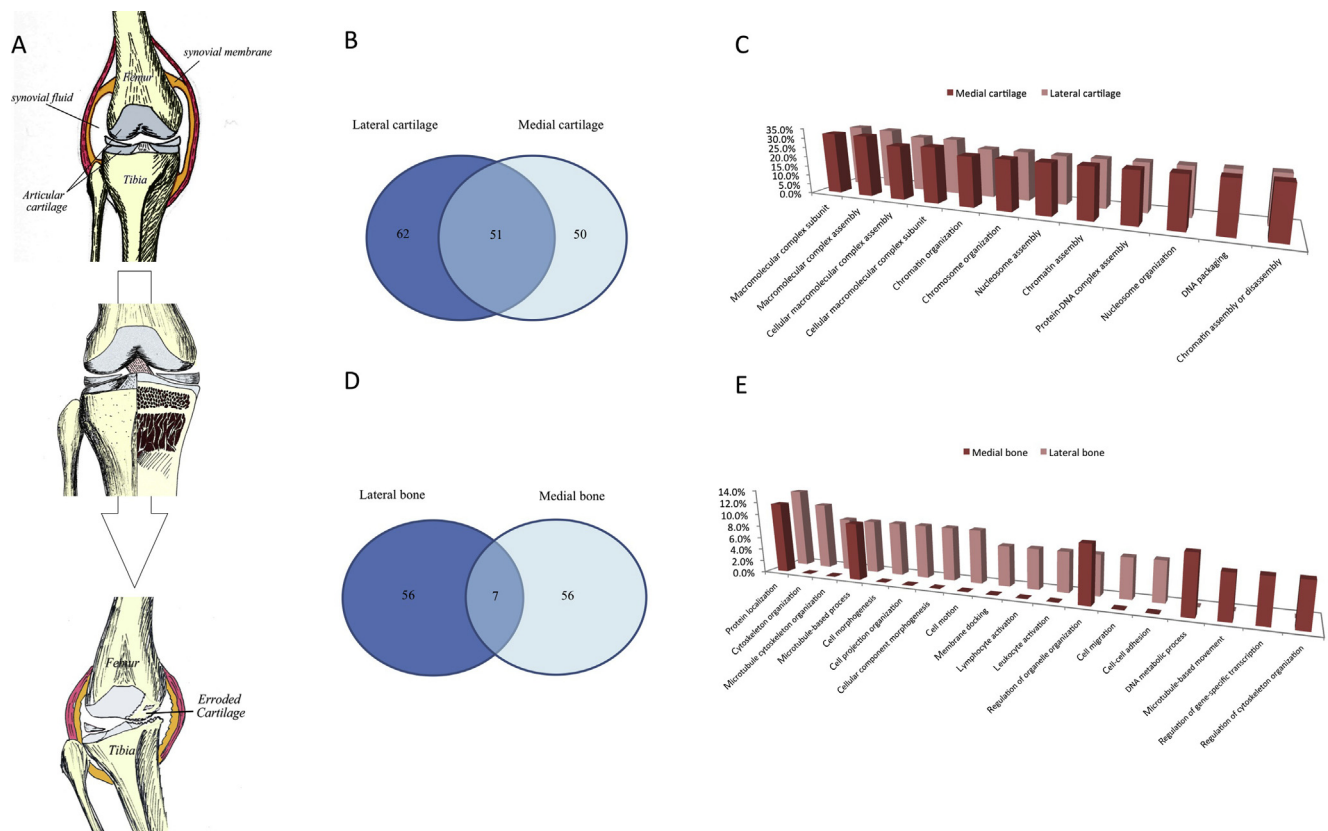 A
synovial membrane
Femur
synovial fluid
Tibia
Articular
cartilage
Femur
Erroded
Cartilage
Tibia
B
Lateral cartilage
Medial cartilage
62
51
50
C
Medial cartilage
Lateral cartilage
35.0%
30.0%
25.0%
20.0%
15.0%
10.0%
5.0%
0.0%
Macromolecular complex subunit
Macromolecular complex assembly
Cellular macromolecular complex assembly
Cellular macromolecular complex subunit
Chromatin organization
Chromosome organization
Nucleosome assembly
Chromatin assembly
Protein-DNA complex assembly
Nucleosome organization
DNA packaging
Chromatin assembly or disassembly
D
Lateral bone
Medial bone
56
7
56
E
Medial bone
Lateral bone
14.0%
12.0%
10.0%
8.0%
6.0%
4.0%
2.0%
0.0%
Protein localization
Cytoskeleton organization
Microtubule cytoskeleton organization
Microtubule-based process
Cell morphogenesis
Cell projection organization
Cellular component morphogenesis
Cell motion
Membrane docking
Lymphocyte activation
Leukocyte activation
Regulation of organelle organization
Cell migration
Cell-cell adhesion
DNA metabolic process
Microtubule-based movement
Regulation of gene-specific transcription
Regulation of cytoskeleton organization